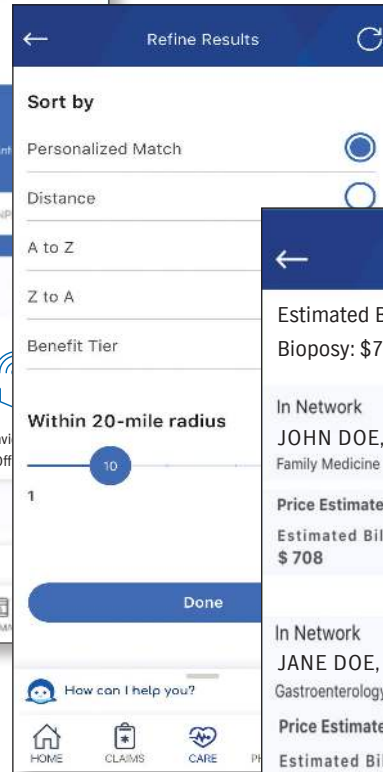 Refine Results
Sort by
Personalized Match
Distance
A to Z
Z to A
Benefit Tier
Within 20-mile radius
10
1
Done
How can I help you?
HOME
CLAIMS
CARE
Estimated
Bioposy: $7
In Network
JOHN DOE,
Family Medicine
Price Estimate
Estimated Bil
$ 708
In Network
JANE DOE,
Gastroenterology
Price Estimate
Estimated Bil